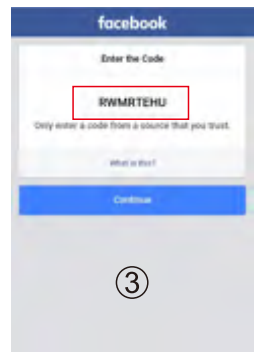 facebook
Enter the Code
RWMRTEHU
Only enter a code from a source that you trust.
What is this?
Continue
③